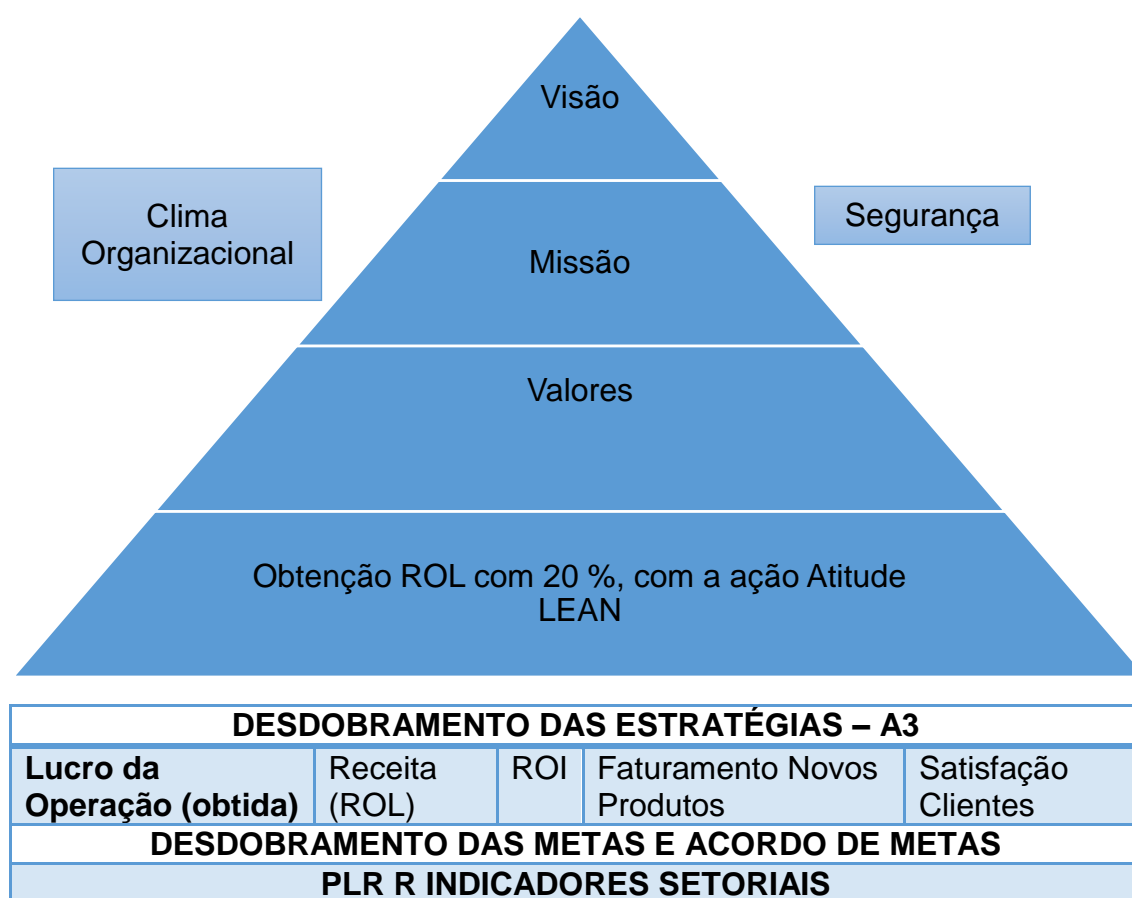 Visão
Clima
Organizacional
Segurança
Missão
Valores
Obtenção ROL com 20 %, com a ação Atitude
LEAN
DESDOBRAMENTO DAS ESTRATÉGIAS – A3
Lucro da
Operação (obtida)
Receita
(ROL)
ROI
Faturamento Novos
Produtos
Satisfação
Clientes
DESDOBRAMENTO DAS METAS E ACORDO DE METAS
PLR R INDICADORES SETORIAIS